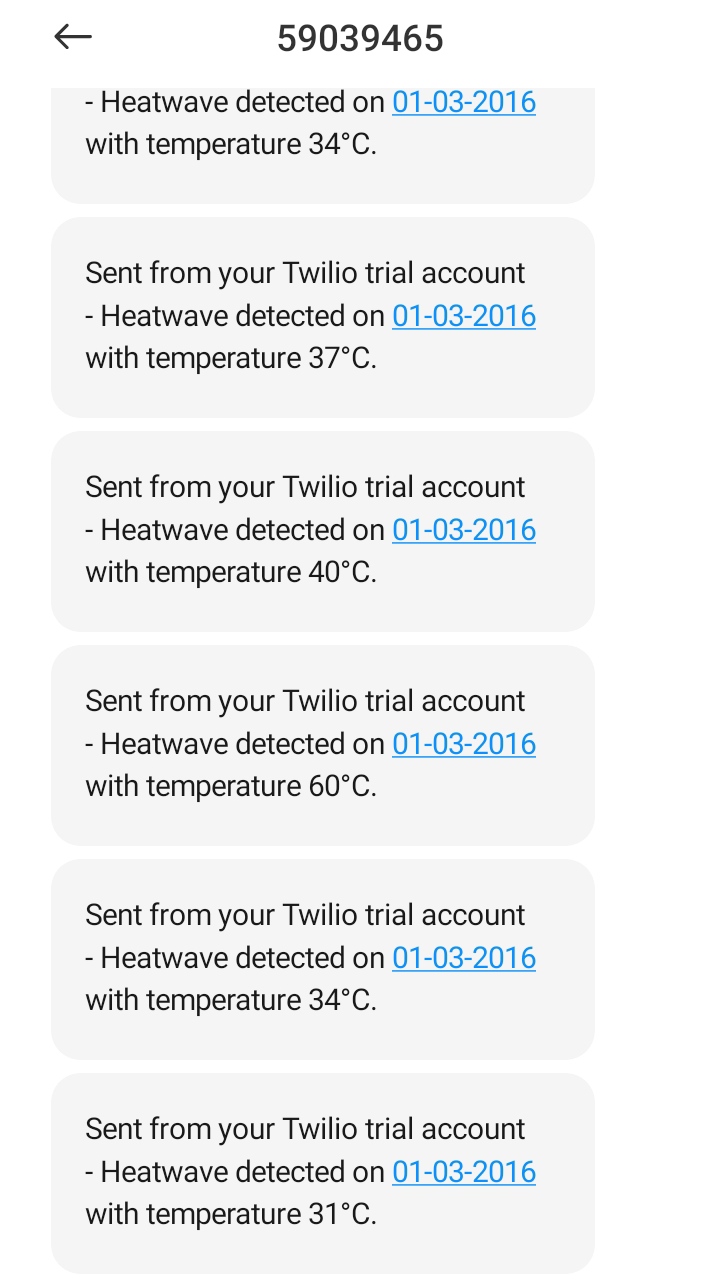 59039465
- Heatwave detected on 01-03-2016
with temperature 34°C.
Sent from your Twilio trial account
- Heatwave detected on 01-03-2016
with temperature 37°C.
Sent from your Twilio trial account
- Heatwave detected on 01-03-2016
with temperature 40°C.
Sent from your Twilio trial account
- Heatwave detected on 01-03-2016
with temperature 60°C.
Sent from your Twilio trial account
- Heatwave detected on 01-03-2016
with temperature 34°C.
Sent from your Twilio trial account
- Heatwave detected on 01-03-2016
with temperature 31°C.